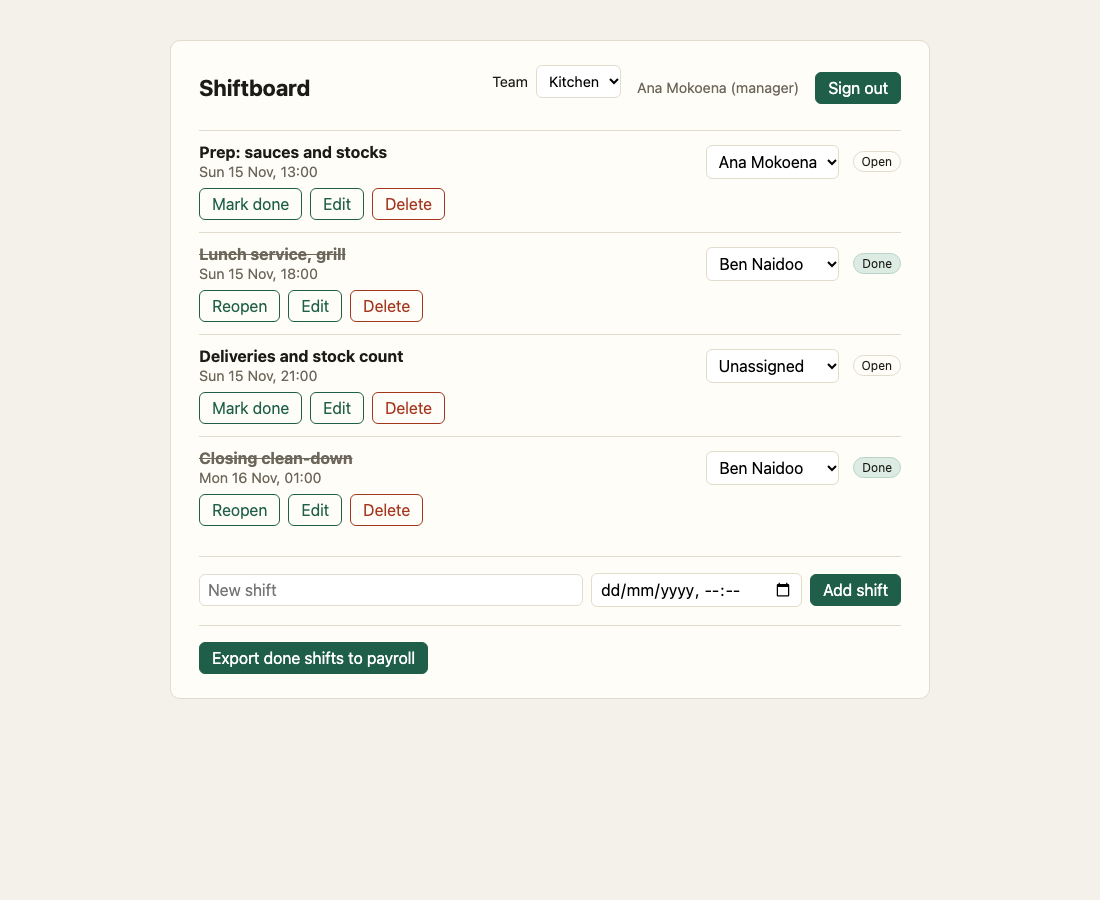 Shiftboard
Team Kitchen Ana Mokoena (manager) Sign out
Prep: sauces and stocks
Ana Mokoena Open
Sun 15 Nov, 13:00
Mark done Edit Delete
Lunch service, grill
Ben Naidoo Done
Sun 15 Nov, 18:00
Reopen Edit Delete
Deliveries and stock count
Unassigned Open
Sun 15 Nov, 21:00
Mark done Edit Delete
Closing clean-down
Ben Naidoo Done
Mon 16 Nov, 01:00
Reopen Edit Delete
New shift dd/mm/yyyy, --:-- Add shift
Export done shifts to payroll